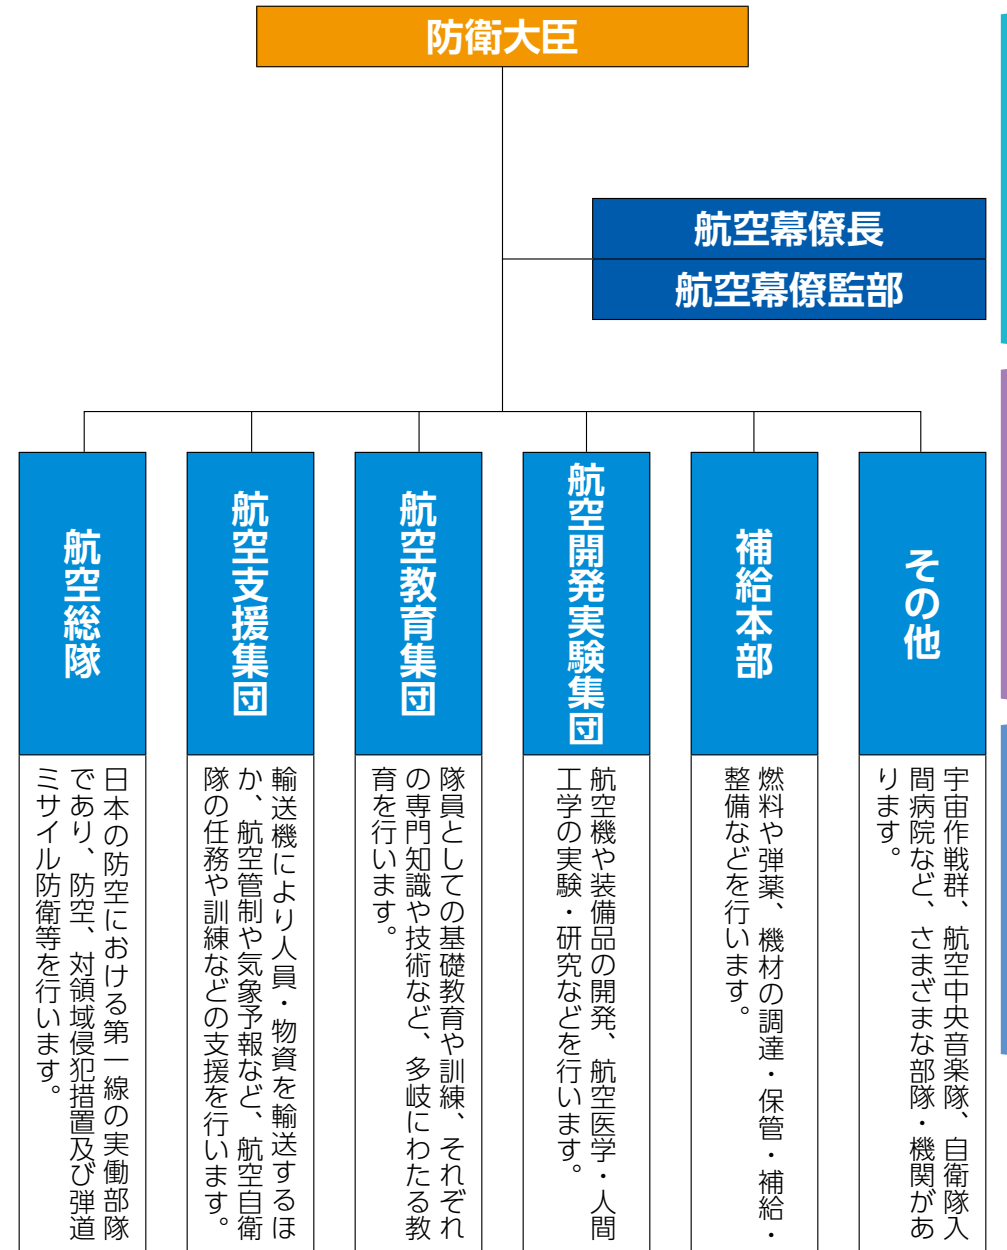 防衛大臣
航空幕僚長
航空幕僚監部
航空総隊
日本の防空における第一線の実働部隊
であり、防空、対領域侵犯措置及び弾道
ミサイル防衛等を行います。
航空支援集団
輸送機により人員・物資を輸送するほ
か、航空管制や気象予報など、航空自衛
隊の任務や訓練などの支援を行います。
航空教育集団
隊員としての基礎教育や訓練、それぞれ
の専門知識や技術など、多岐にわたる教
育を行います。
航空開発実験集団
航空機や装備品の開発、航空医学・人間
工学の実験・研究などを行います。
補給本部
燃料や弾薬、機材の調達・保管・補給・
整備などを行います。
その他
宇宙作戦群、航空中央音楽隊、自衛隊入
間病院など、さまざまな部隊・機関があ
ります。